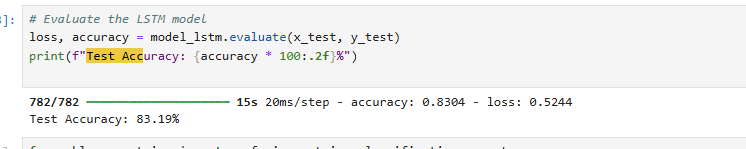 ]:
# Evaluate the LSTM model
loss, accuracy = model_lstm.evaluate(x_test, y_test)
print(f"Test Accuracy: {accuracy * 100:.2f}%")
782/782 ━━━━━━━━━━━━━━━━━━━━ 15s 20ms/step - accuracy: 0.8304 - loss: 0.5244
Test Accuracy: 83.19%